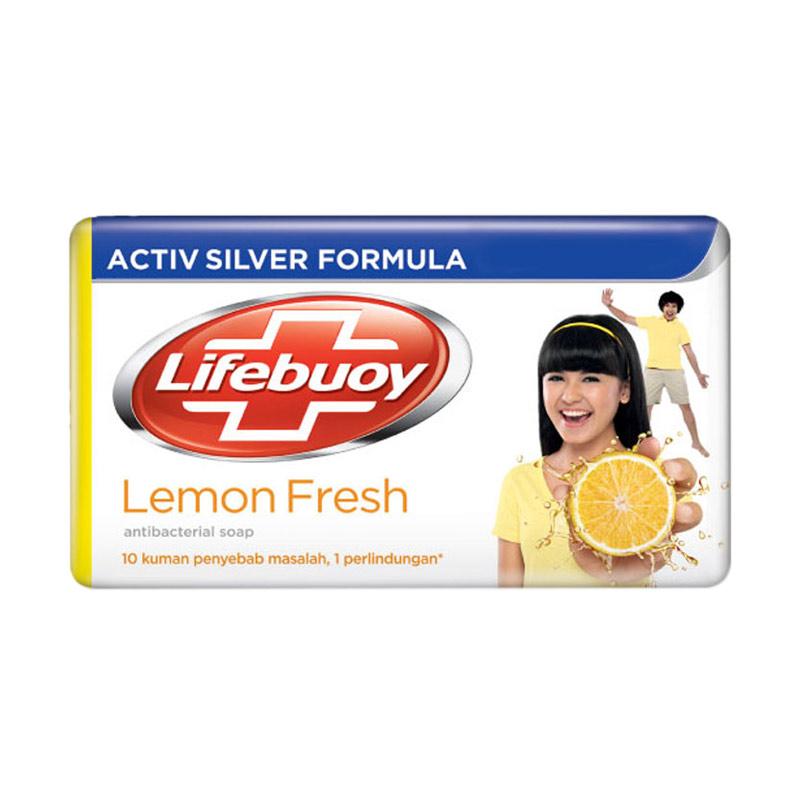 ACTIV SILVER FORMULA
Lifebuoy
Lemon Fresh
antibacterial soap
10 kuman penyebab masalah, 1 perlindungan*